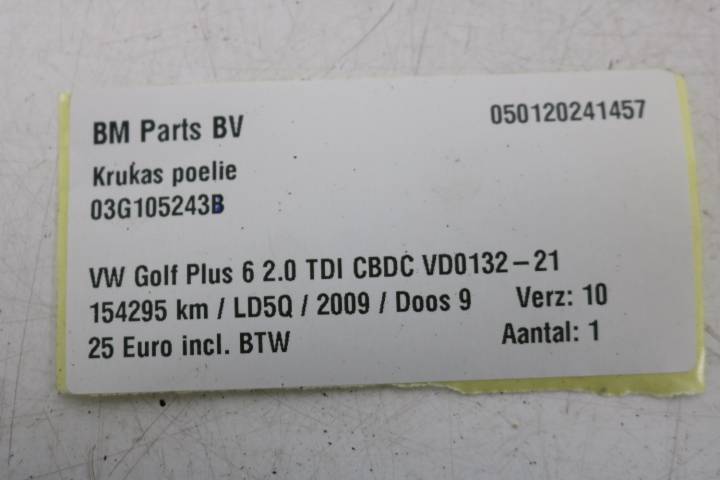 BM Parts BV 050120241457
Krukas poelie
03G105243B
VW Golf Plus 6 2.0 TDI CBDC VD0132-21
154295 km / LD5Q / 2009 / Doos 9 Verz: 10
25 Euro incl. BTW Aantal: 1